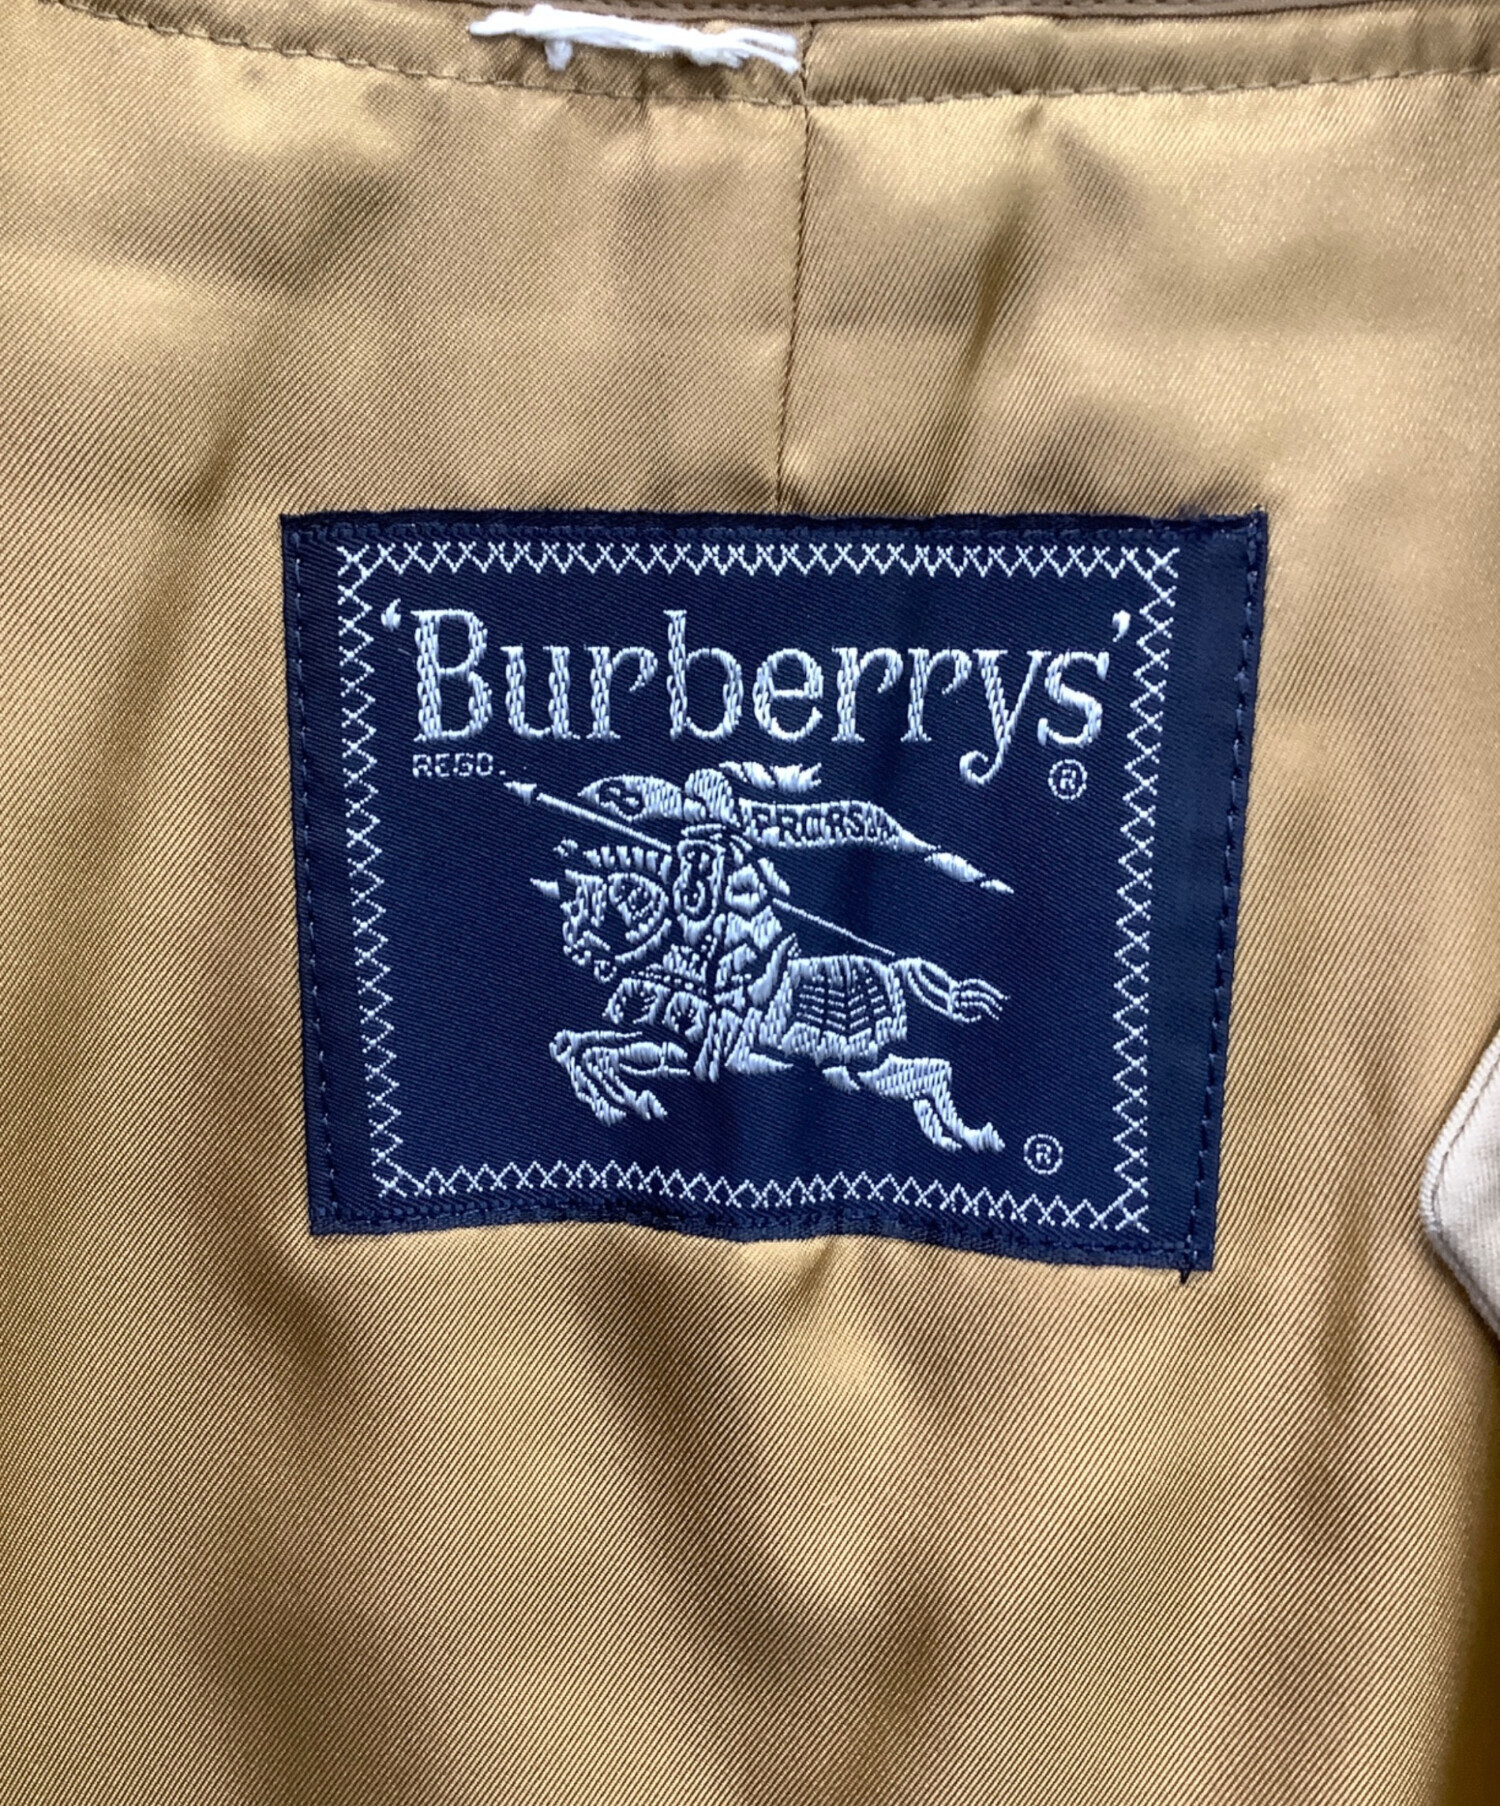 ‘Burberrys’
REGD. ®
B PRORSUM
B
®